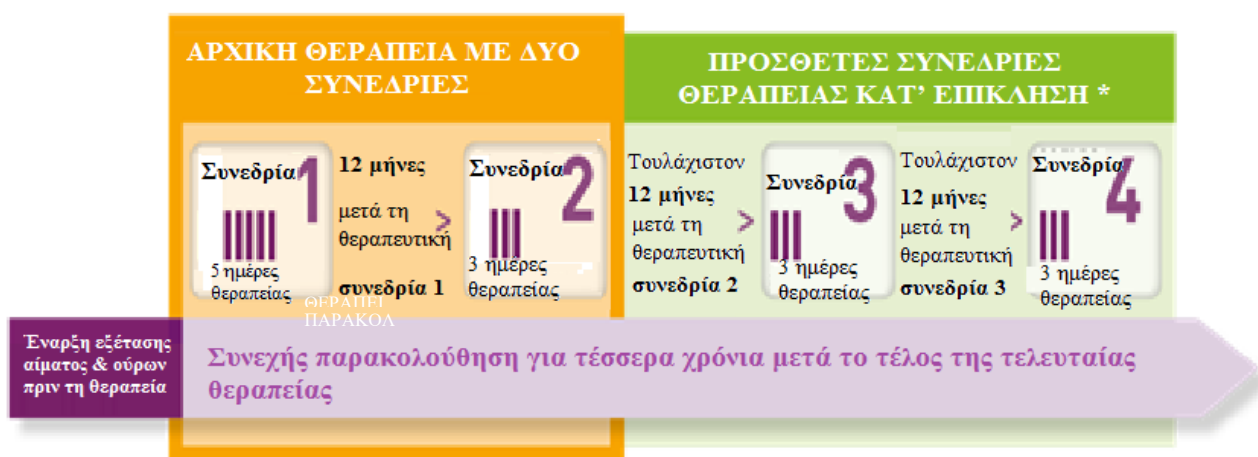 ΑΡΧΙΚΗ ΘΕΡΑΠΕΙΑ ΜΕ ΔΥΟ
ΣΥΝΕΔΡΙΕΣ
ΠΡΟΣΘΕΤΕΣ ΣΥΝΕΔΡΙΕΣ
ΘΕΡΑΠΕΙΑΣ ΚΑΤ’ ΕΠΙΚΛΗΣΗ *
Συνεδρία 1
5 ημέρες
θεραπείας
12 μήνες
μετά τη
θεραπευτική
συνεδρία 1
>
Συνεδρία 2
3 ημέρες
θεραπείας
Τουλάχιστον
12 μήνες
μετά τη
θεραπευτική
συνεδρία 2
>
Συνεδρία 3
3 ημέρες
θεραπείας
Τουλάχιστον
12 μήνες
μετά τη
θεραπευτική
συνεδρία 3
>
Συνεδρία 4
3 ημέρες
θεραπείας
ΘΕΡΑΠΕΙ
ΠΑΡΑΚΟΛ
Έναρξη εξέτασης
αίματος & ούρων
πριν τη θεραπεία
Συνεχής παρακολούθηση για τέσσερα χρόνια μετά το τέλος της τελευταίας
θεραπείας